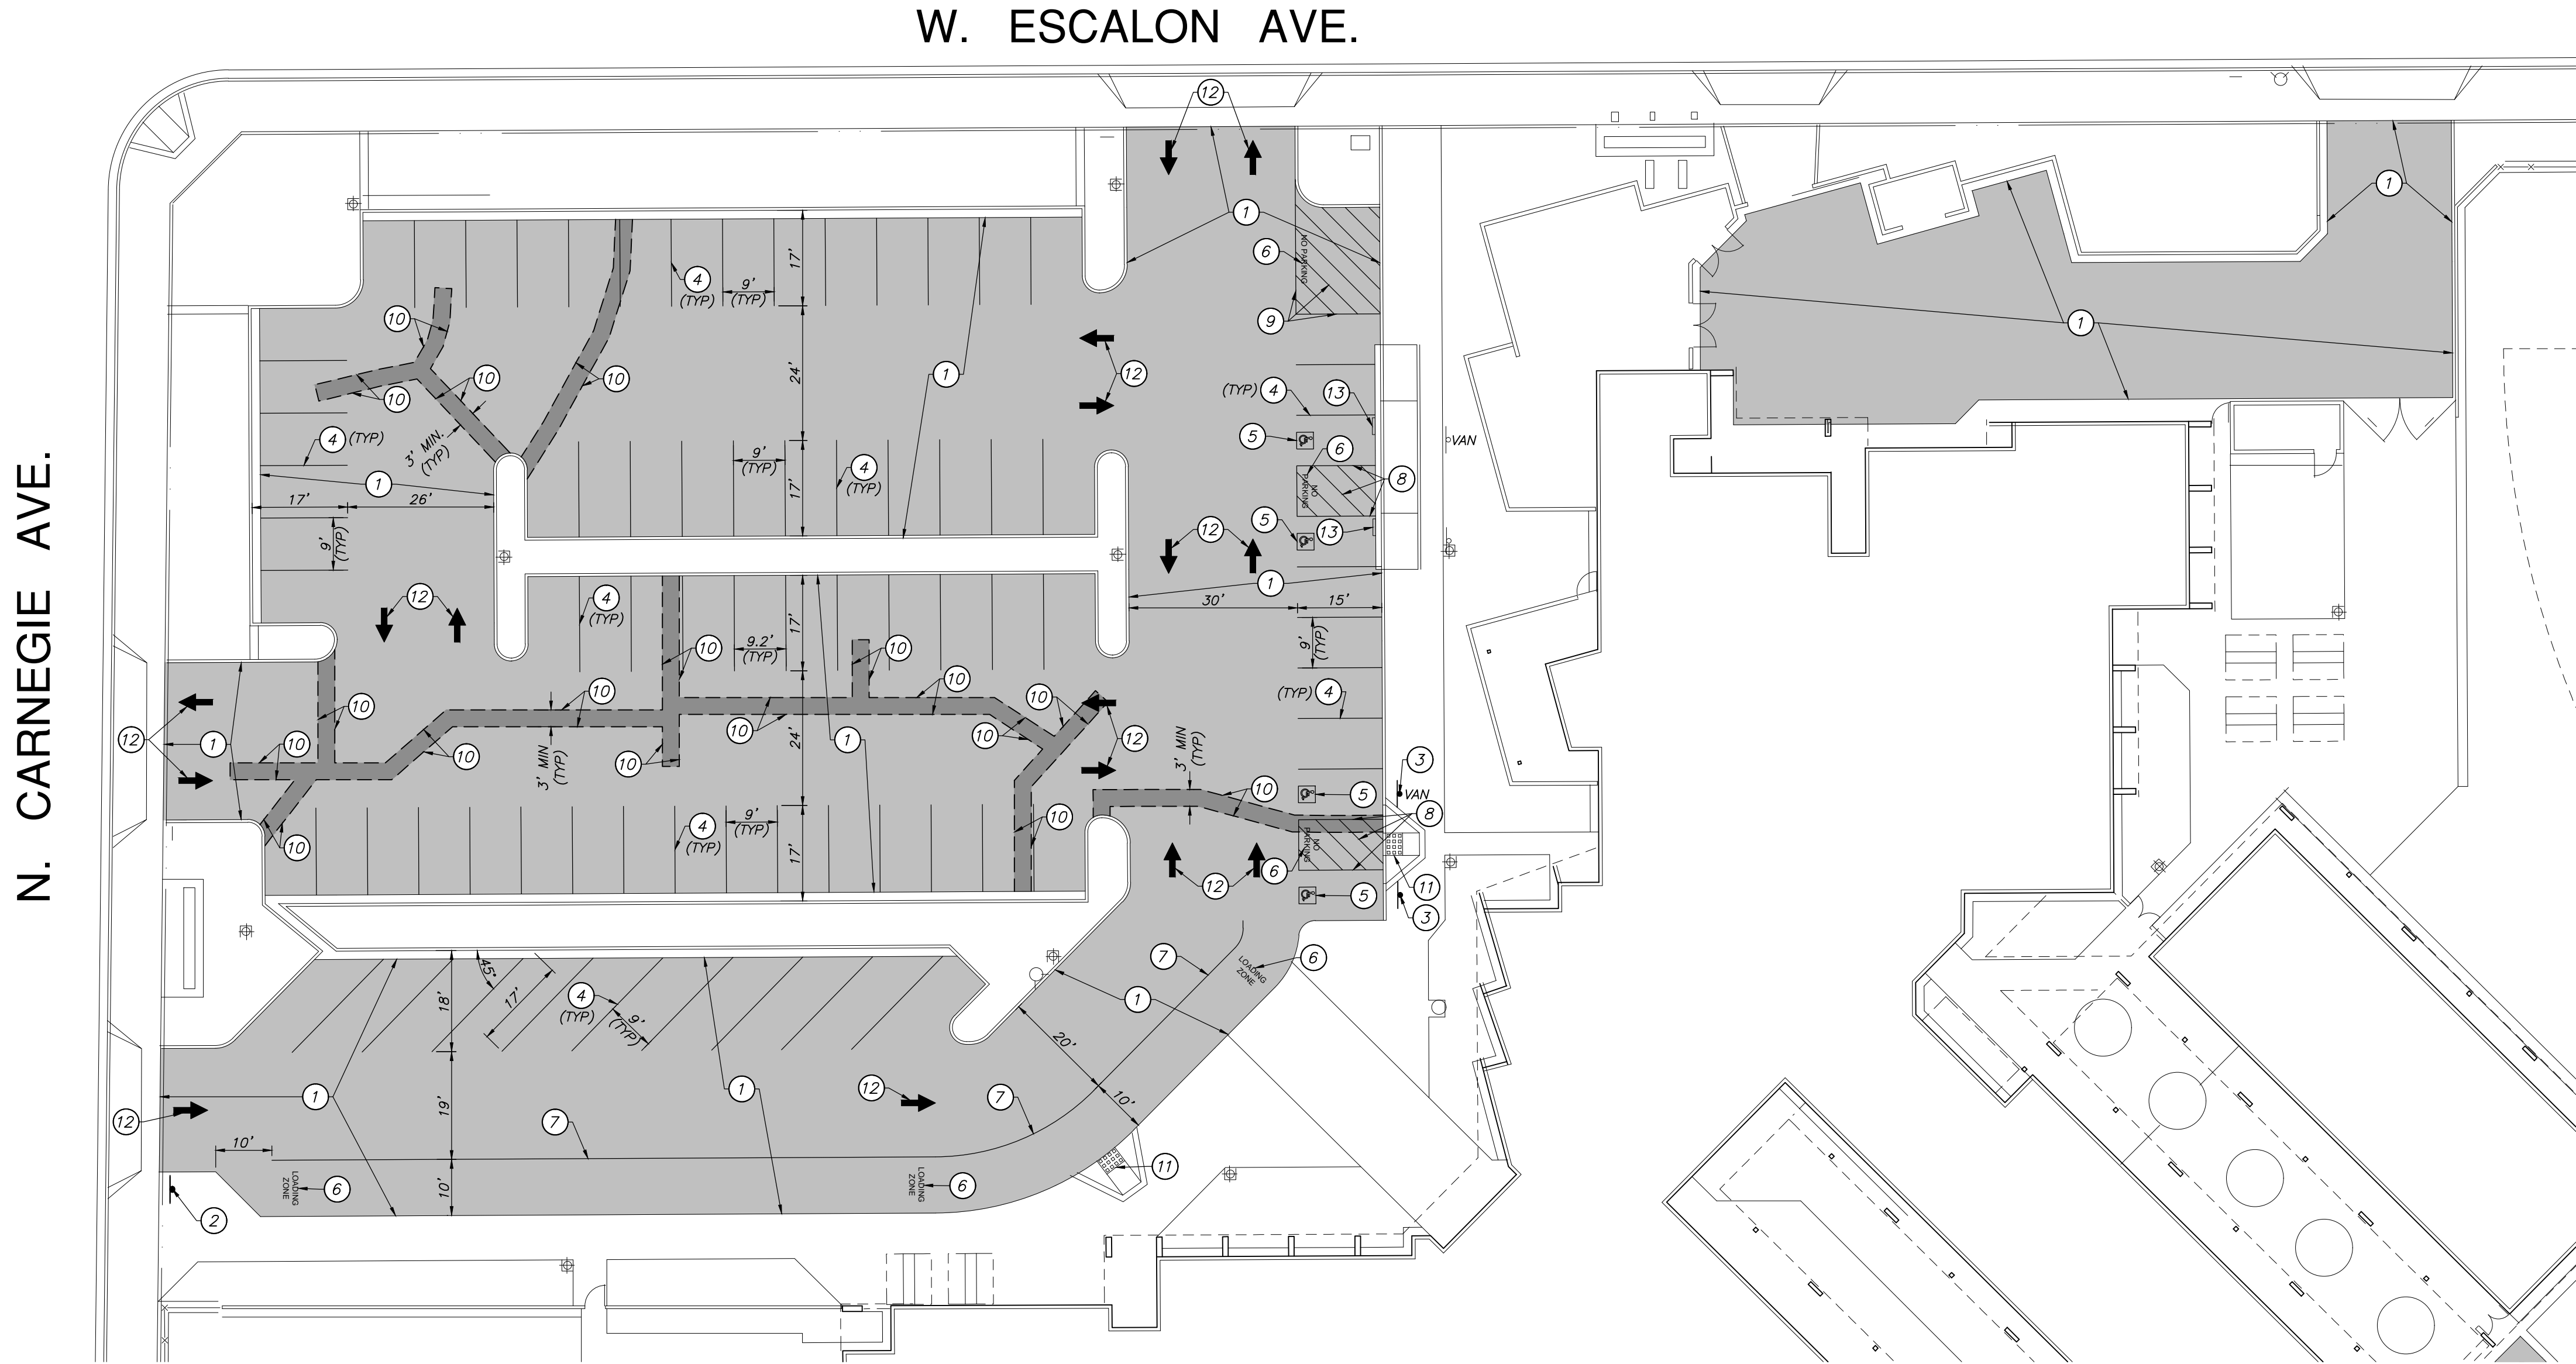 W. ESCALON AVE.
N. CARNEGIE AVE.
12
1
1
6
NO PARKING
9
17'
4
(TYP)
9'
(TYP)
10
1
10
10
10
24'
1
12
(TYP) 4
13
5
6
VAN
4 (TYP)
3' MIN.
(TYP)
9'
(TYP)
4
(TYP)
17'
NO
PARKING
8
1
17'
26'
9'
(TYP)
5
13
12
1
12
4
(TYP)
17'
30'
15'
9.2'
(TYP)
10
10
9'
(TYP)
10
10
10
(TYP) 4
10
12
1
10
10
10
10
3' MIN
(TYP)
10
24'
1
10
12
3' MIN
(TYP)
3
10
5
VAN
8
10
4
(TYP)
9'
(TYP)
17'
10
NO
PARKING
6
12
11
5
3
45°
18'
17'
4
(TYP)
9'
(TYP)
7
LOADING
ZONE
6
1
20'
1
1
12
7
10'
12
19'
7
10'
11
10'
LOADING
ZONE
6
LOADING
ZONE
6
2